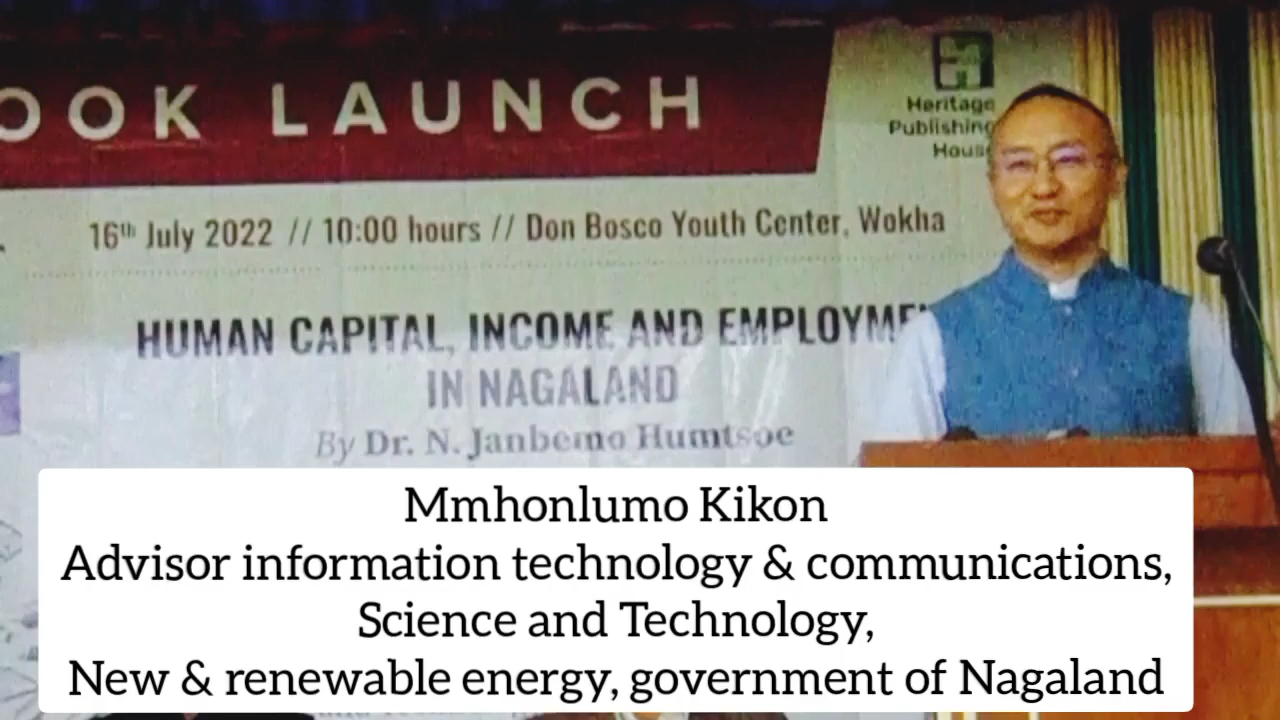 OOK LAUNCH
Heritage
Publishing
House
16th July 2022 // 10:00 hours // Don Bosco Youth Center, Wokha
HUMAN CAPITAL, INCOME AND EMPLOYME
IN NAGALAND
By Dr. N. Janbemo Humtsoe
Mmhonlumo Kikon
Advisor information technology & communications,
Science and Technology,
New & renewable energy, government of Nagaland